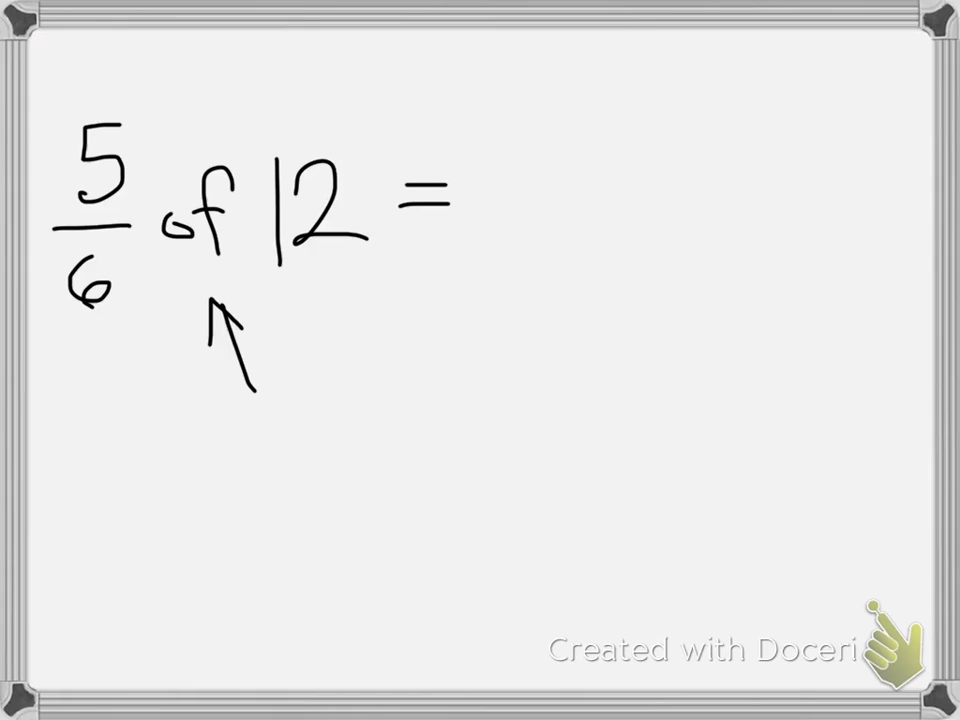 5/6 of 12 =
Created with Doceri